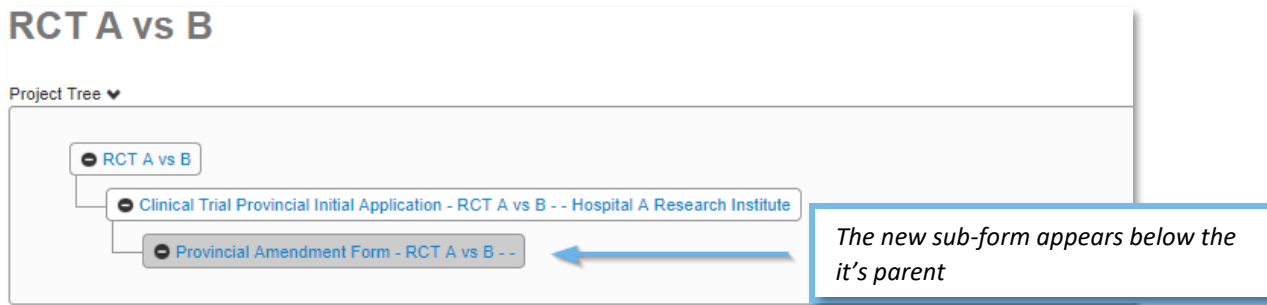 RCT A vs B
Project Tree
RCT A vs B
Clinical Trial Provincial Initial Application - RCT A vs B - - Hospital A Research Institute
Provincial Amendment Form - RCT A vs B - -
The new sub-form appears below the
it’s parent